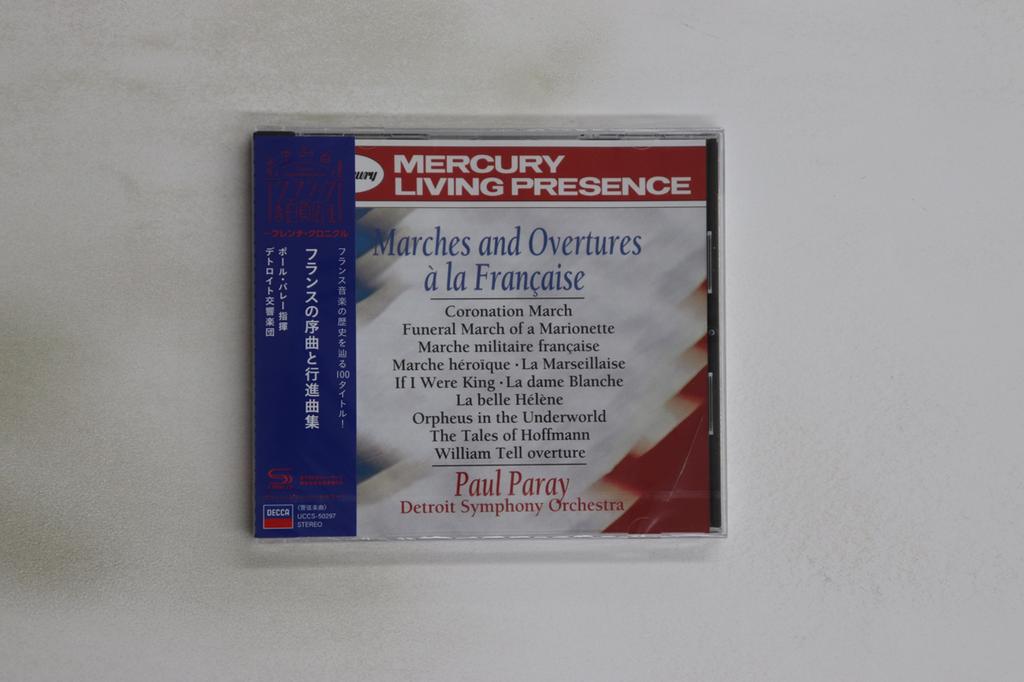 MERCURY
LIVING PRESENCE
Marches and Overtures
à la Française
Coronation March
Funeral March of a Marionette
Marche militaire française
Marche héroïque · La Marseillaise
If I Were King · La dame Blanche
La belle Hélène
Orpheus in the Underworld
The Tales of Hoffmann
William Tell overture
Paul Paray
Detroit Symphony Orchestra
フレンチ・クロニクル
フランス音楽の歴史を辿る100タイトル!
フランスの序曲と行進曲集
ポール・パレー指揮
デトロイト交響楽団
DECCA
(管弦楽曲)
UCCS-50297
STEREO